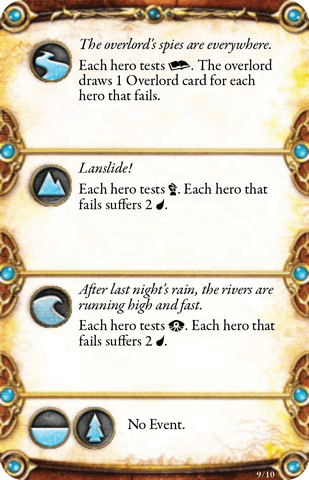 The overlord's spies are everywhere.
Each hero tests . The overlord
draws 1 Overlord card for each
hero that fails.
Lanslide!
Each hero tests . Each hero that
fails suffers 2 .
After last night's rain, the rivers are
running high and fast.
Each hero tests . Each hero that
fails suffers 2 .
No Event.
9/10